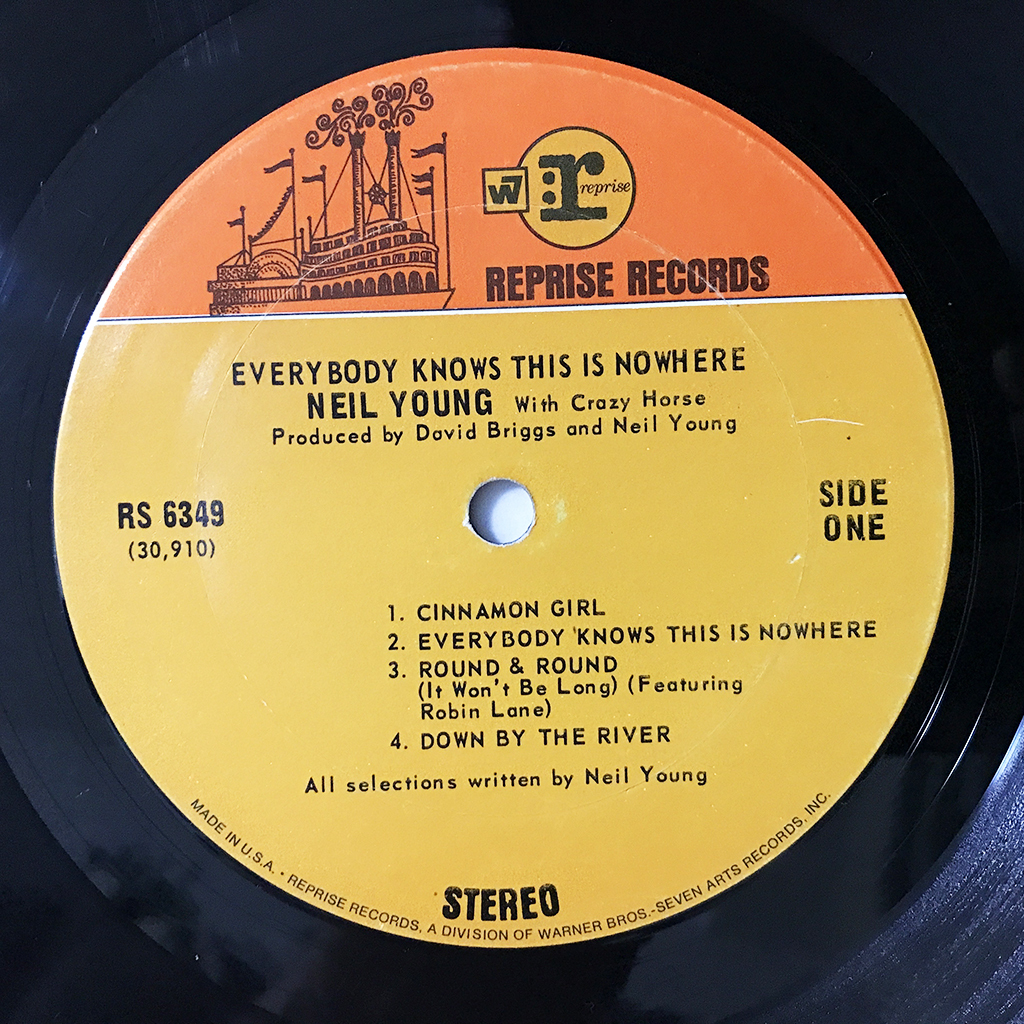 W7
r:
reprise
REPRISE RECORDS
EVERYBODY KNOWS THIS IS NOWHERE
NEIL YOUNG With Crazy Horse
Produced by David Briggs and Neil Young
RS 6349
(30,910)
SIDE
ONE
1. CINNAMON GIRL
2. EVERYBODY KNOWS THIS IS NOWHERE
3. ROUND & ROUND
(It Won't Be Long) (Featuring
Robin Lane)
4. DOWN BY THE RIVER
All selections written by Neil Young
STEREO
MADE IN U.S.A. • REPRISE RECORDS, A DIVISION OF WARNER BROS.-SEVEN ARTS RECORDS, INC.